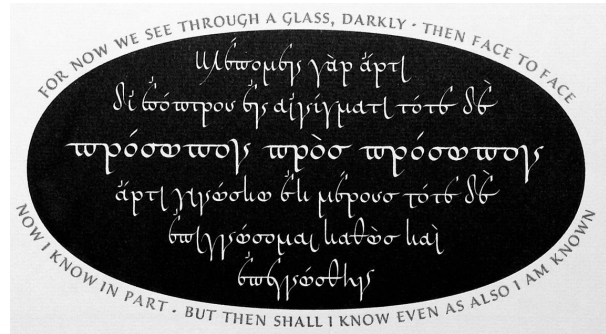 FOR NOW WE SEE THROUGH A GLASS, DARKLY · THEN FACE TO FACE
βλέπομεν γὰρ ἄρτι
δι᾽ ἐσόπτρου ἐν αἰνίγματι τότε δὲ
πρόσωπον πρὸς πρόσωπον
ἄρτι γινώσκω ἐκ μέρους τότε δὲ
ἐπιγνώσομαι καθὼς καὶ
ἐπεγνώσθην
NOW I KNOW IN PART · BUT THEN SHALL I KNOW EVEN AS ALSO I AM KNOWN